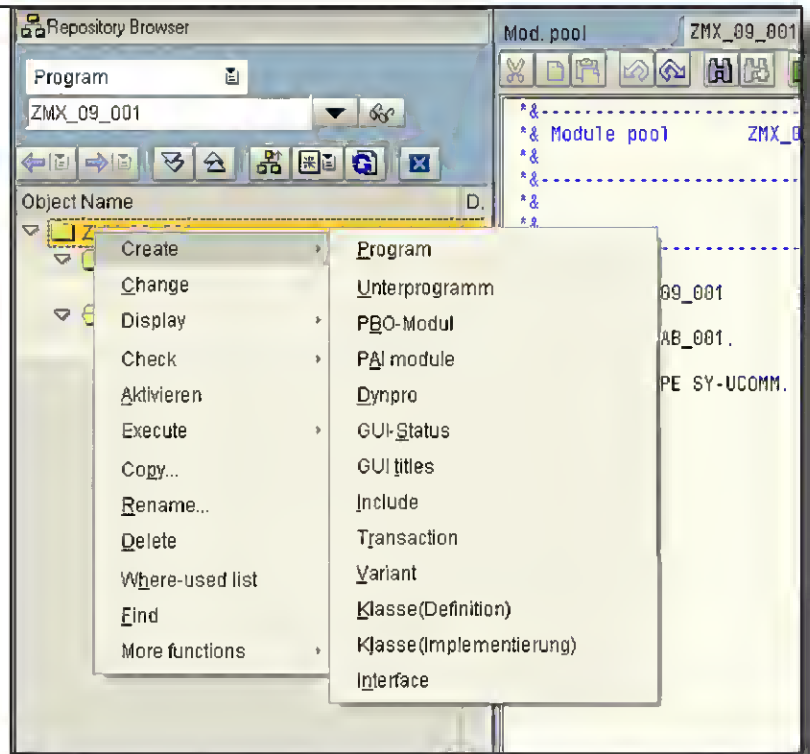 Repository Browser
Program
ZMX_09_001
Object Name D.
Z
Create
Change
Display
Check
Aktivieren
Execute
Copy...
Rename...
Delete
Where-used list
Find
More functions
Program
Unterprogramm
PBO-Modul
PAI module
Dynpro
GUI-Status
GUI titles
Include
Transaction
Variant
Klasse(Definition)
Klasse(Implementierung)
Interface
Mod. pool ZMX_09_001
*&---------------------
*& Module pool ZMX_0
*&
*&---------------------
*&
*&
09_001
AB_001.
PE SY-UCOMM.